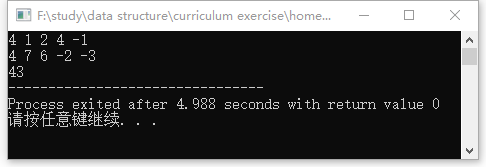 F:\study\data structure\curriculum exercise\home...
4 1 2 4 -1
4 7 6 -2 -3
43
--------------------------------
Process exited after 4.988 seconds with return value 0
请按任意键继续. . .